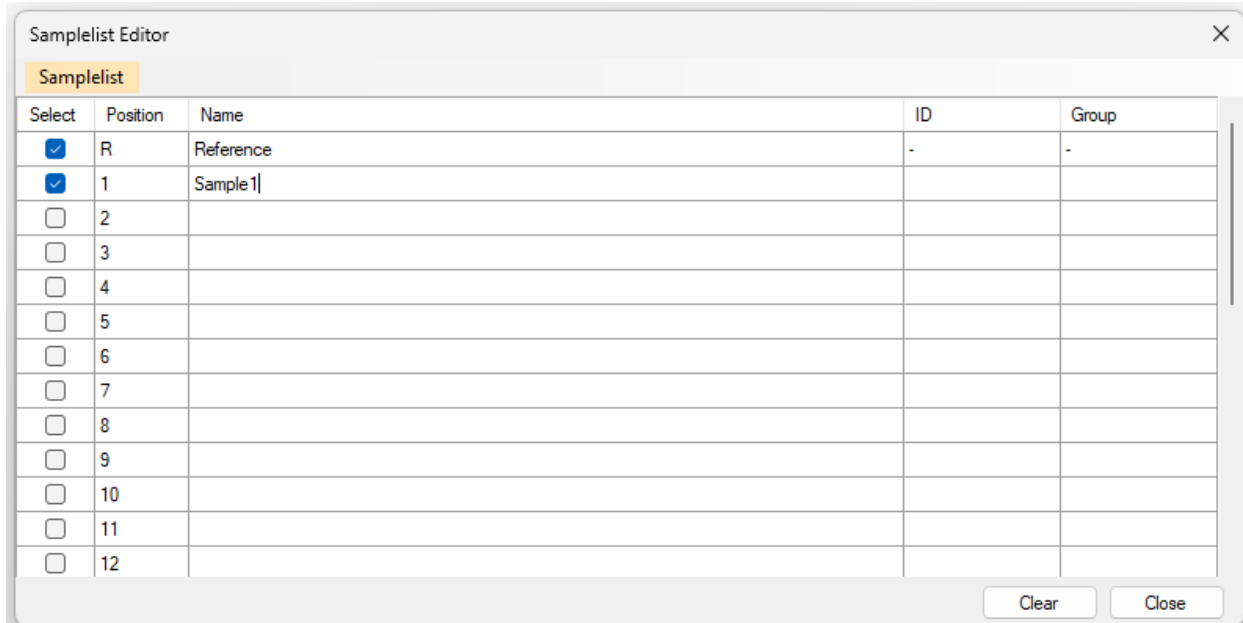 Samplelist Editor
Samplelist
Select Position Name ID Group
R Reference - -
1 Sample1
2
3
4
5
6
7
8
9
10
11
12
Clear Close